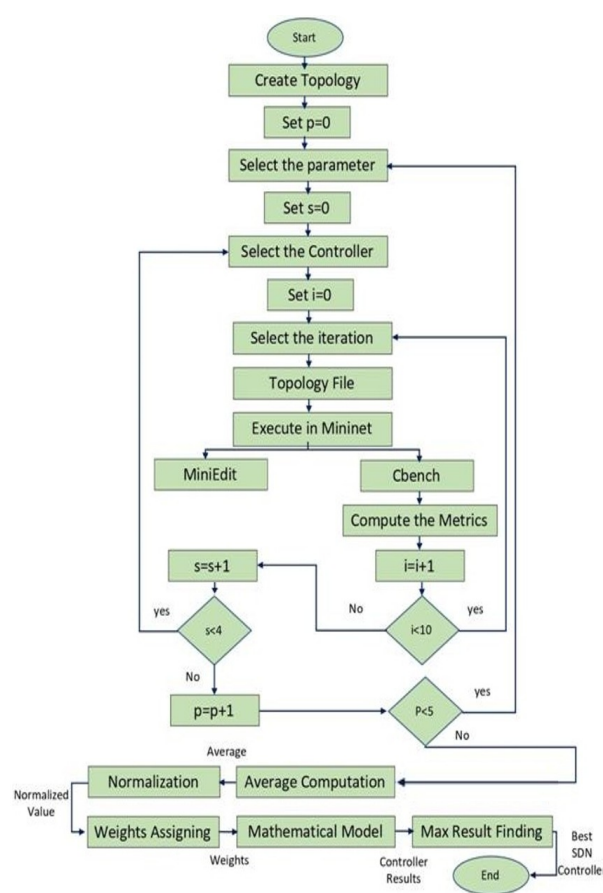 Start
Create Topology
Set p=0
Select the parameter
Set s=0
Select the Controller
Set i=0
Select the iteration
Topology File
Execute in Mininet
MiniEdit
Cbench
Compute the Metrics
s=s+1
i=i+1
yes
s<4
No
i<10
yes
No
p=p+1
P<5
yes
No
Average
Normalization
Average Computation
Normalized
Value
Weights Assigning
Mathematical Model
Max Result Finding
Weights
Controller
Results
Best
SDN
Controller
End